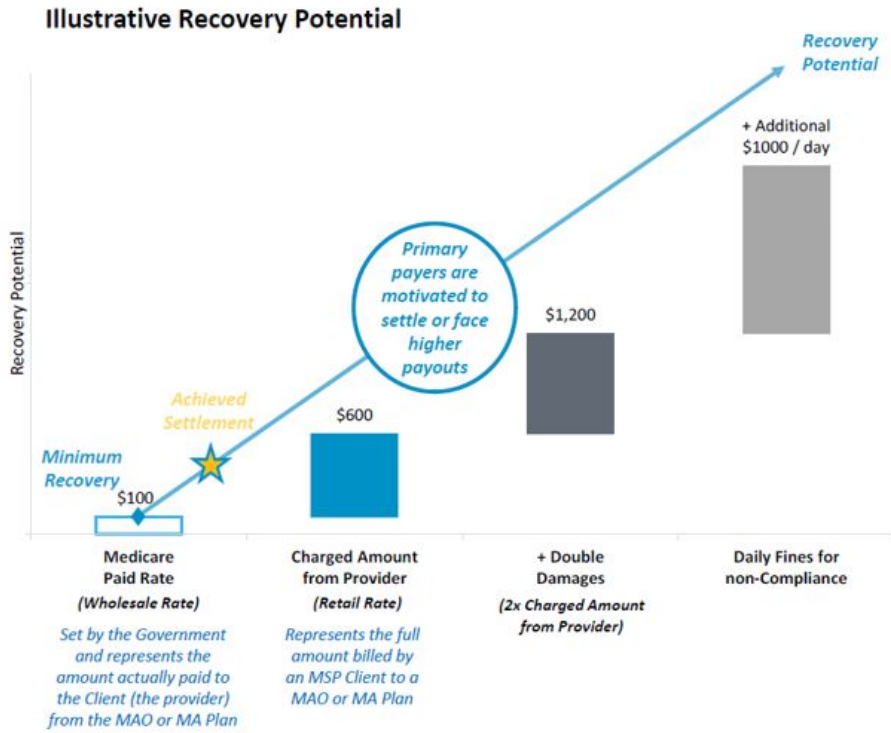 Illustrative Recovery Potential
Recovery
Potential
+ Additional
$1000 / day
Recovery Potential
Primary
payers are
motivated to
settle or face
higher
payouts
$1,200
Achieved
Settlement
$600
Minimum
Recovery
$100
Medicare
Paid Rate
(Wholesale Rate)
Set by the Government
and represents the
amount actually paid to
the Client (the provider)
from the MAO or MA Plan
Charged Amount
from Provider
(Retail Rate)
Represents the full
amount billed by
an MSP Client to a
MAO or MA Plan
+ Double
Damages
(2x Charged Amount
from Provider)
Daily Fines for
non-Compliance